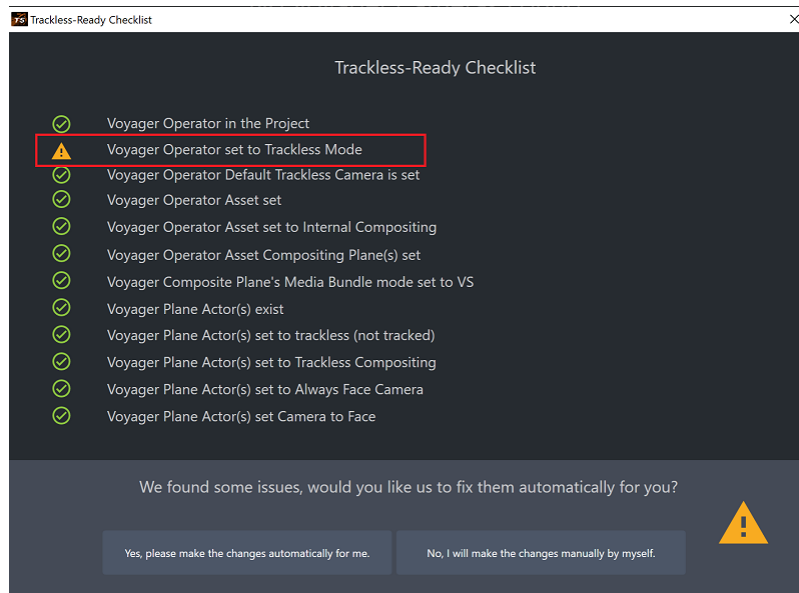 TS Trackless-Ready Checklist
Trackless-Ready Checklist
Voyager Operator in the Project
Voyager Operator set to Trackless Mode
Voyager Operator Default Trackless Camera is set
Voyager Operator Asset set
Voyager Operator Asset set to Internal Compositing
Voyager Operator Asset Compositing Plane(s) set
Voyager Composite Plane's Media Bundle mode set to VS
Voyager Plane Actor(s) exist
Voyager Plane Actor(s) set to trackless (not tracked)
Voyager Plane Actor(s) set to Trackless Compositing
Voyager Plane Actor(s) set to Always Face Camera
Voyager Plane Actor(s) set Camera to Face
We found some issues, would you like us to fix them automatically for you?
Yes, please make the changes automatically for me.
No, I will make the changes manually by myself.